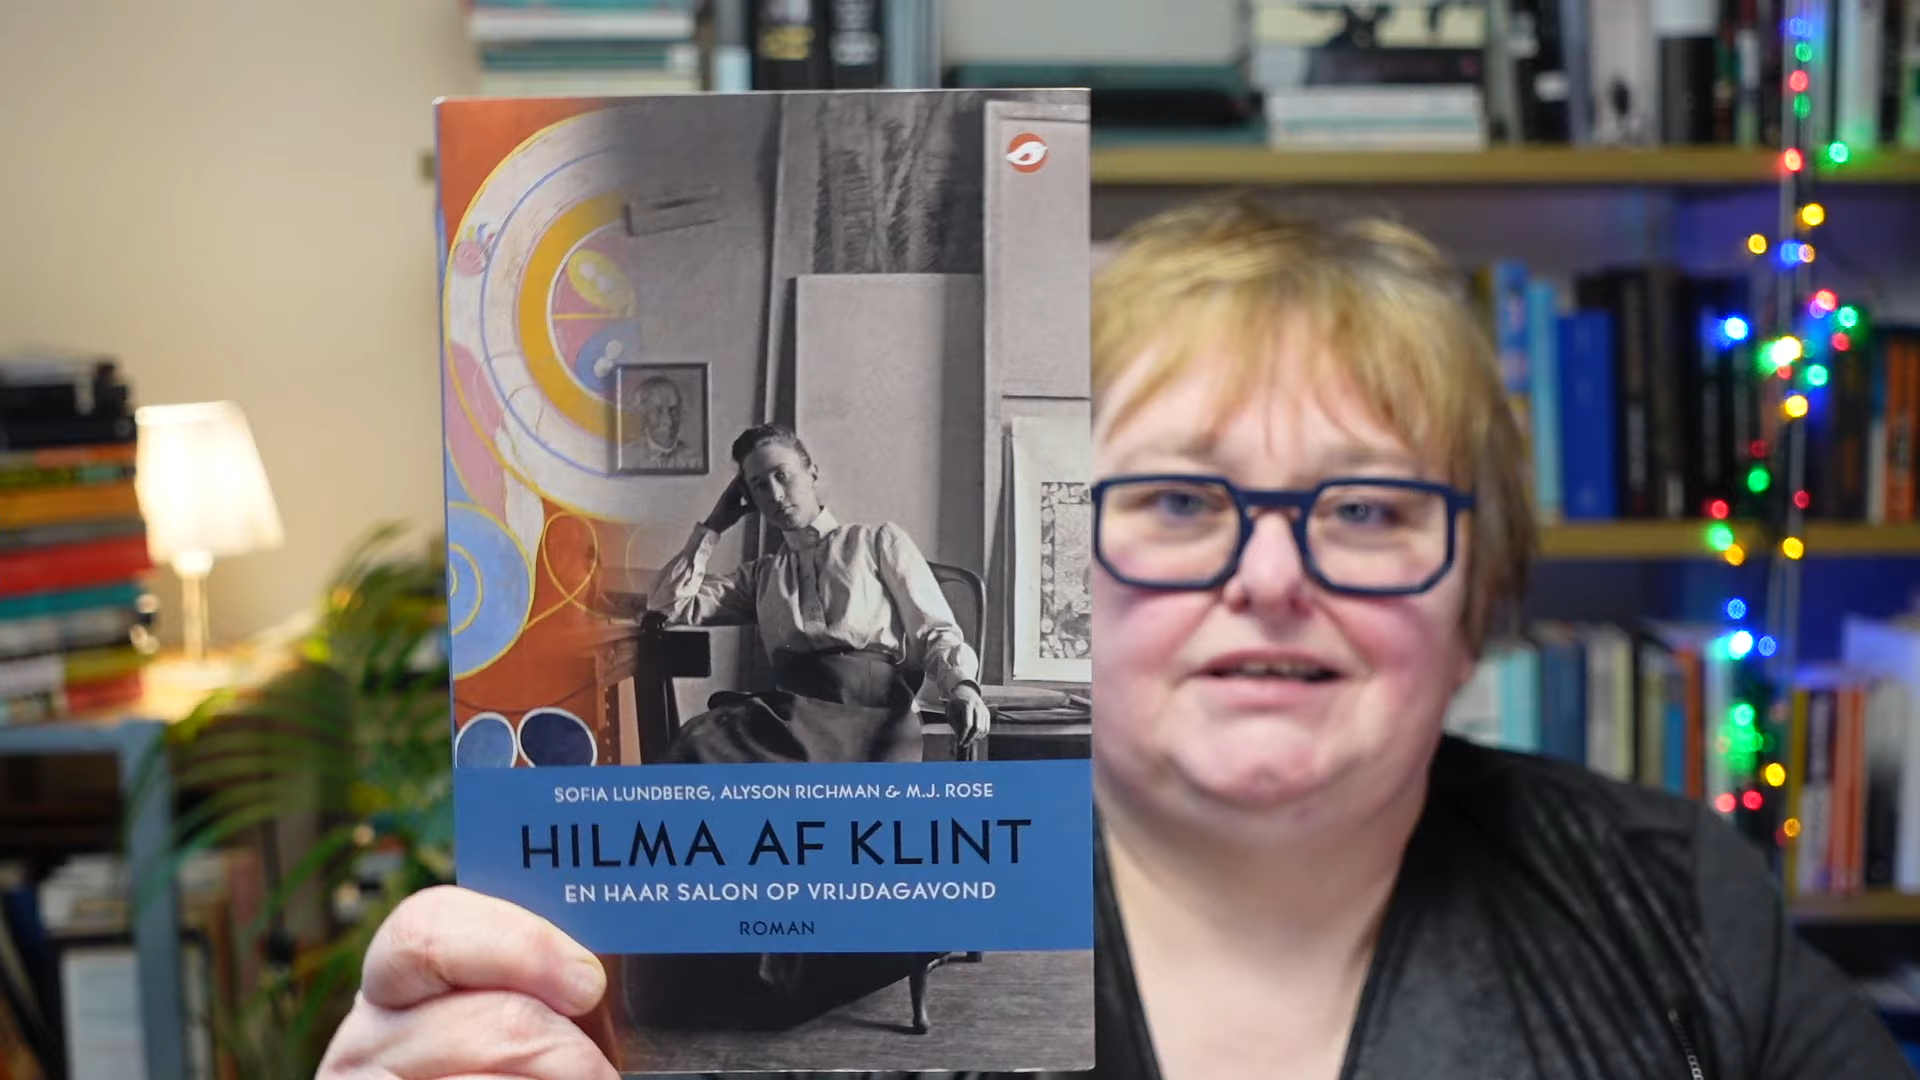 SOFIA LUNDBERG, ALYSON RICHMAN & M.J. ROSE
HILMA AF KLINT
EN HAAR SALON OP VRIJDAGAVOND
ROMAN